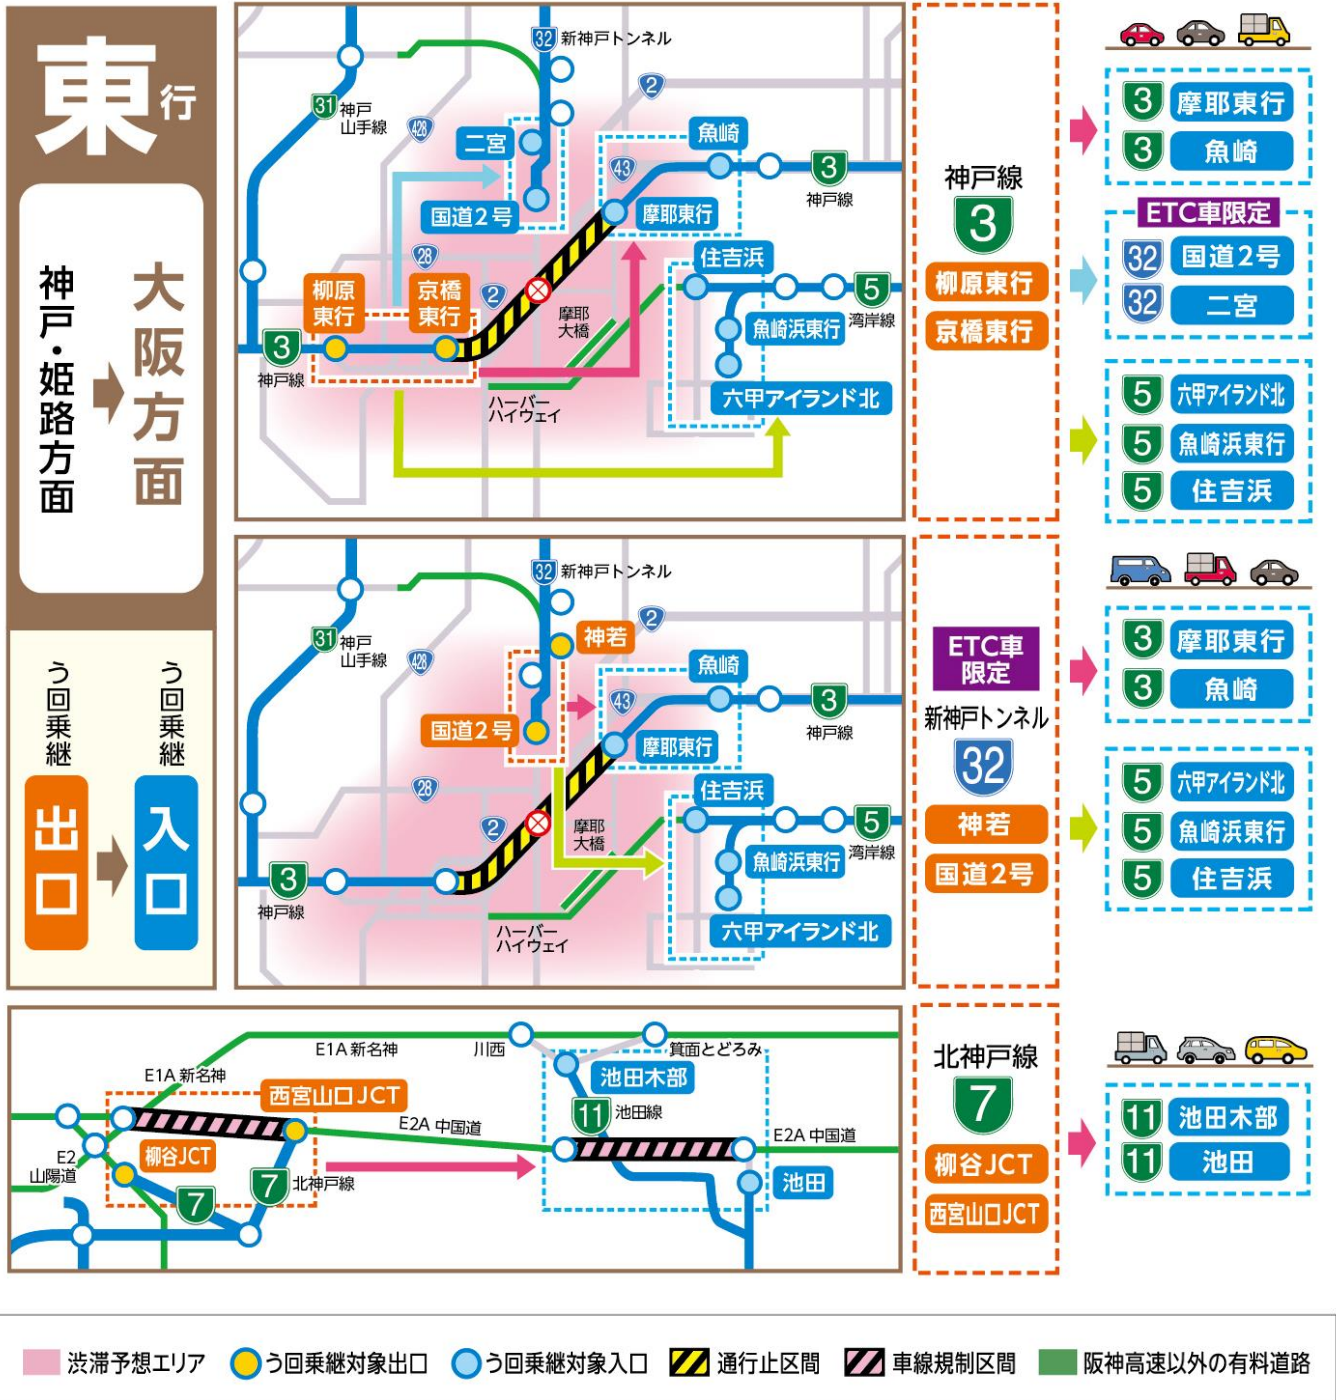 東行
神戸・姫路方面
大阪方面
う回乗継
出口
う回乗継
入口
32 新神戸トンネル
31 神戸
山手線
428
2
二宮
魚崎
43
3
神戸線
国道2号
摩耶東行
28
住吉浜
柳原
東行
京橋
東行
2
摩耶
大橋
5
湾岸線
魚崎浜東行
3
神戸線
六甲アイランド北
ハーバー
ハイウェイ
神戸線
3
柳原東行
京橋東行
3 摩耶東行
3 魚崎
ETC車限定
32 国道2号
32 二宮
5 六甲アイランド北
5 魚崎浜東行
5 住吉浜
32 新神戸トンネル
31 神戸
山手線
428
2
神若
魚崎
43
3
神戸線
国道2号
摩耶東行
28
住吉浜
2
摩耶
大橋
5
湾岸線
魚崎浜東行
3
神戸線
六甲アイランド北
ハーバー
ハイウェイ
ETC車
限定
新神戸トンネル
32
神若
国道2号
3 摩耶東行
3 魚崎
5 六甲アイランド北
5 魚崎浜東行
5 住吉浜
E1A 新名神
川西
箕面とどろみ
E1A 新名神
池田木部
西宮山口JCT
11 池田線
E2A 中国道
E2A 中国道
E2
山陽道
柳谷JCT
7
7
北神戸線
池田
北神戸線
7
柳谷JCT
西宮山口JCT
11 池田木部
11 池田
渋滞予想エリア
う回乗継対象出口
う回乗継対象入口
通行止区間
車線規制区間
阪神高速以外の有料道路